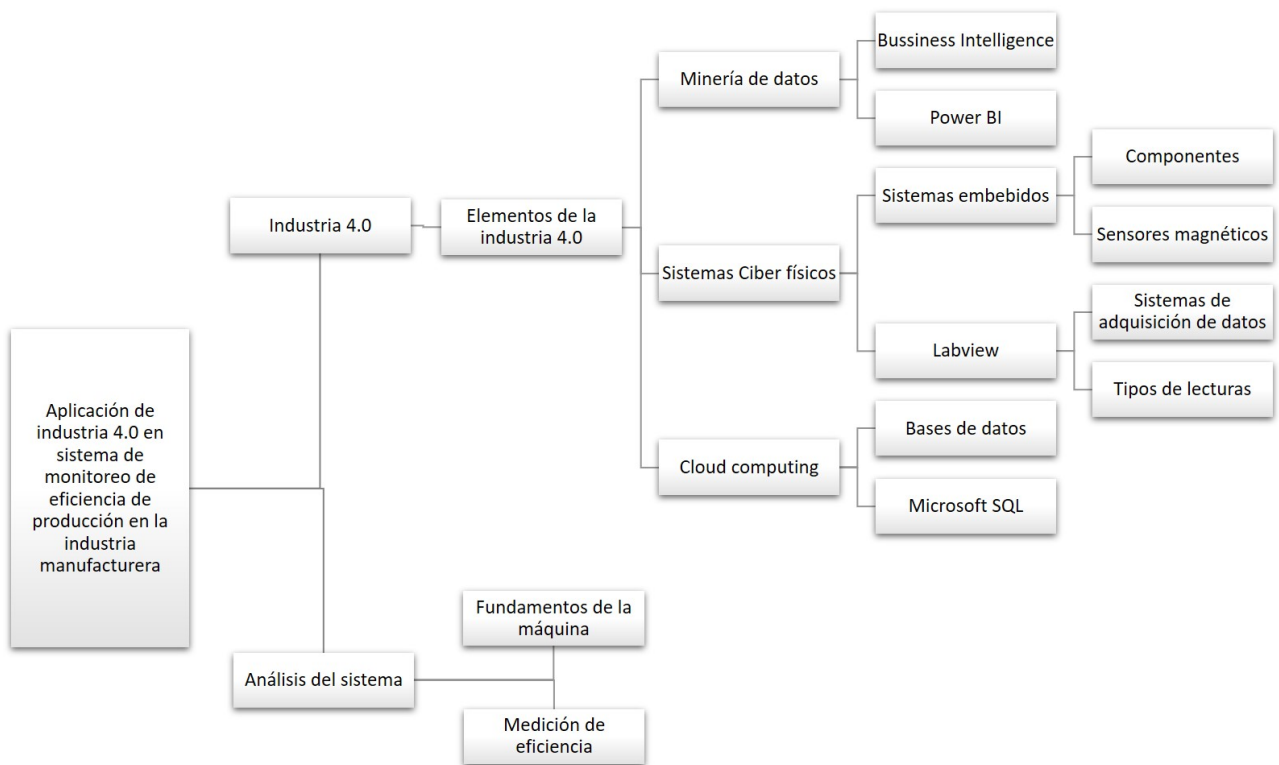 Bussiness Intelligence
Minería de datos
Power BI
Componentes
Sistemas embebidos
Industria 4.0
Elementos de la
industria 4.0
Sensores magnéticos
Sistemas Ciber físicos
Sistemas de
adquisición de datos
Labview
Tipos de lecturas
Aplicación de
industria 4.0 en
sistema de
monitoreo de
eficiencia de
producción en la
industria
manufacturera
Bases de datos
Cloud computing
Microsoft SQL
Fundamentos de la
máquina
Análisis del sistema
Medición de
eficiencia